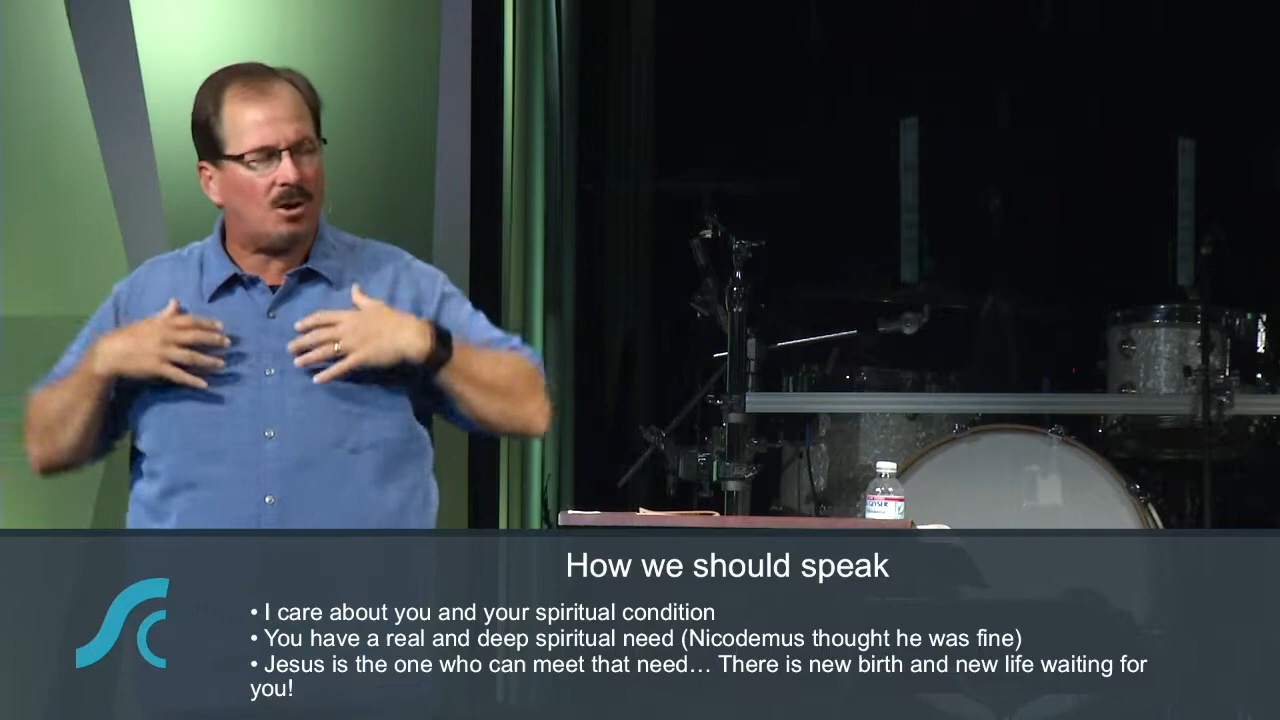 GEYSER
How we should speak
• I care about you and your spiritual condition
• You have a real and deep spiritual need (Nicodemus thought he was fine)
• Jesus is the one who can meet that need… There is new birth and new life waiting for
you!